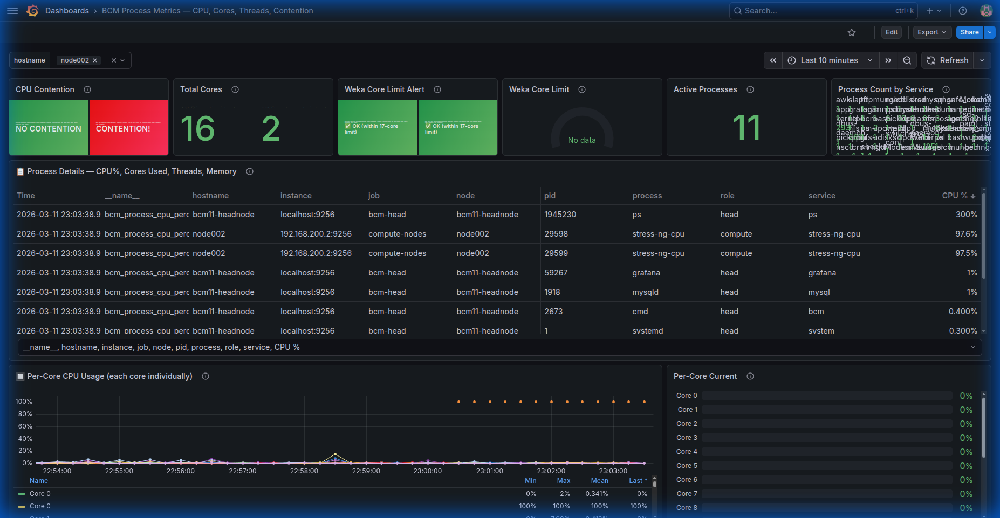 Dashboards › BCM Process Metrics — CPU, Cores, Threads, Contention
Search... ctrl+k
Edit Export Share
hostname node002
Last 10 minutes Refresh
CPU Contention
NO CONTENTION CONTENTION!
Total Cores
16 2
Weka Core Limit Alert
✅ OK (within 17-core limit)
✅ OK (within 17-core limit)
Weka Core Limit
No data
Active Processes
11
Process Count by Service
📋 Process Details — CPU%, Cores Used, Threads, Memory
Time __name__ hostname instance job node pid process role service CPU % ↓
2026-03-11 23:03:38.9 bcm_process_cpu_perc bcm11-headnode localhost:9256 bcm-head bcm11-headnode 1945230 ps head ps 300%
2026-03-11 23:03:38.9 bcm_process_cpu_perc node002 192.168.200.2:9256 compute-nodes node002 29598 stress-ng-cpu compute stress-ng-cpu 97.6%
2026-03-11 23:03:38.9 bcm_process_cpu_perc node002 192.168.200.2:9256 compute-nodes node002 29599 stress-ng-cpu compute stress-ng-cpu 97.5%
2026-03-11 23:03:38.9 bcm_process_cpu_perc bcm11-headnode localhost:9256 bcm-head bcm11-headnode 59267 grafana head grafana 1%
2026-03-11 23:03:38.9 bcm_process_cpu_perc bcm11-headnode localhost:9256 bcm-head bcm11-headnode 1918 mysqld head mysql 1%
2026-03-11 23:03:38.9 bcm_process_cpu_perc bcm11-headnode localhost:9256 bcm-head bcm11-headnode 2673 cmd head bcm 0.400%
2026-03-11 23:03:38.9 bcm_process_cpu_perc bcm11-headnode localhost:9256 bcm-head bcm11-headnode 1 systemd head system 0.300%
__name__, hostname, instance, job, node, pid, process, role, service, CPU %
Per-Core CPU Usage (each core individually)
100%
80%
60%
40%
20%
0%
22:54:00 22:55:00 22:56:00 22:57:00 22:58:00 22:59:00 23:00:00 23:01:00 23:02:00 23:03:00
Name Min Max Mean Last *
Core 0 0% 2% 0.341% 0%
Core 0 100% 100% 100% 100%
Per-Core Current
Core 0 0%
Core 1 0%
Core 2 0%
Core 3 0%
Core 4 0%
Core 5 0%
Core 6 0%
Core 7 0%
Core 8 0%